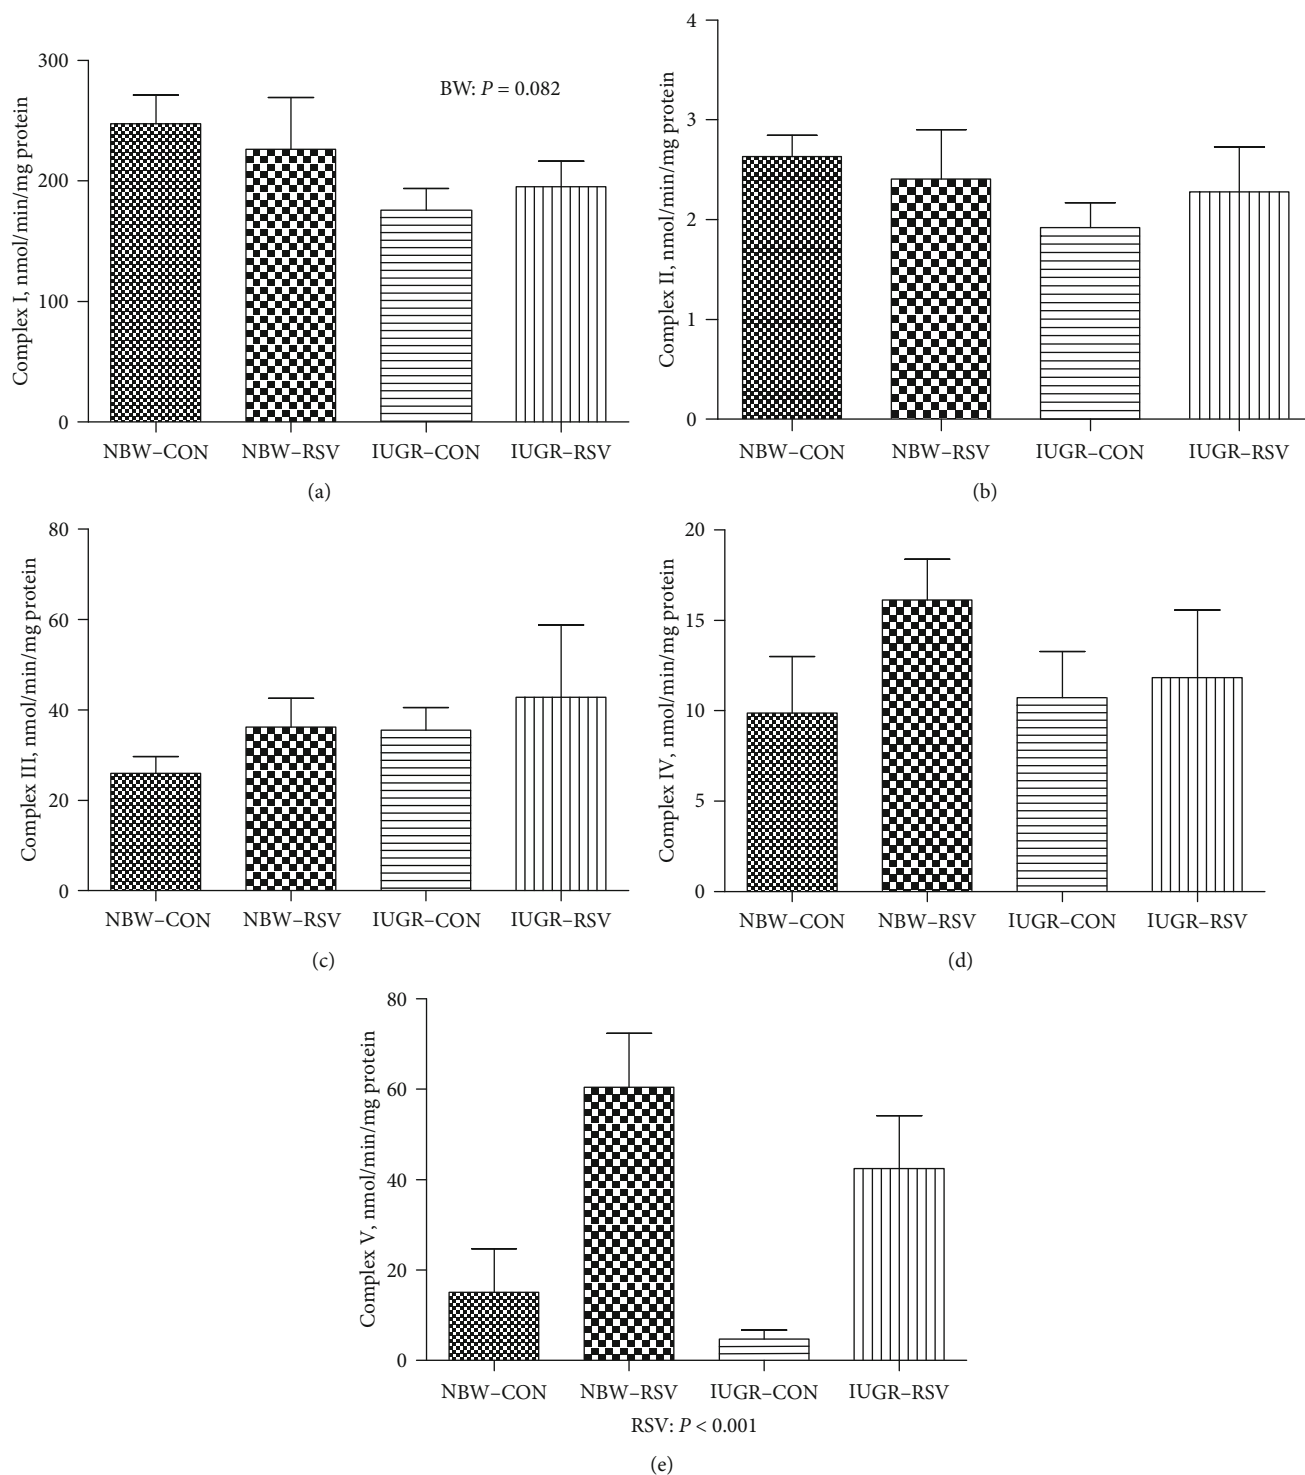 Complex I, nmol/min/mg protein
300
200
100
0
BW: P = 0.082
NBW–CON NBW–RSV IUGR–CON IUGR–RSV
(a)
Complex II, nmol/min/mg protein
4
3
2
1
0
NBW–CON NBW–RSV IUGR–CON IUGR–RSV
(b)
Complex III, nmol/min/mg protein
80
60
40
20
0
NBW–CON NBW–RSV IUGR–CON IUGR–RSV
(c)
Complex IV, nmol/min/mg protein
20
15
10
5
0
NBW–CON NBW–RSV IUGR–CON IUGR–RSV
(d)
Complex V, nmol/min/mg protein
80
60
40
20
0
NBW–CON NBW–RSV IUGR–CON IUGR–RSV
RSV: P < 0.001
(e)